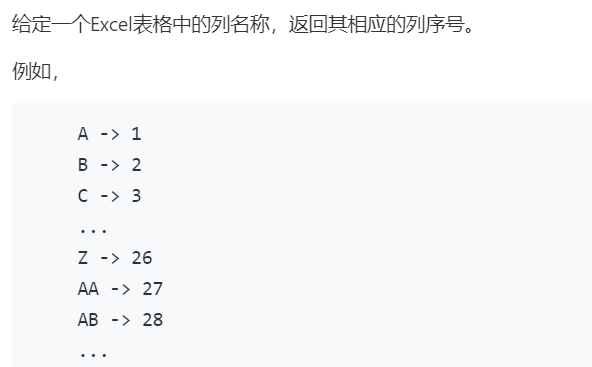 给定一个Excel表格中的列名称，返回其相应的列序号。
例如，
A -> 1
B -> 2
C -> 3
...
Z -> 26
AA -> 27
AB -> 28
...